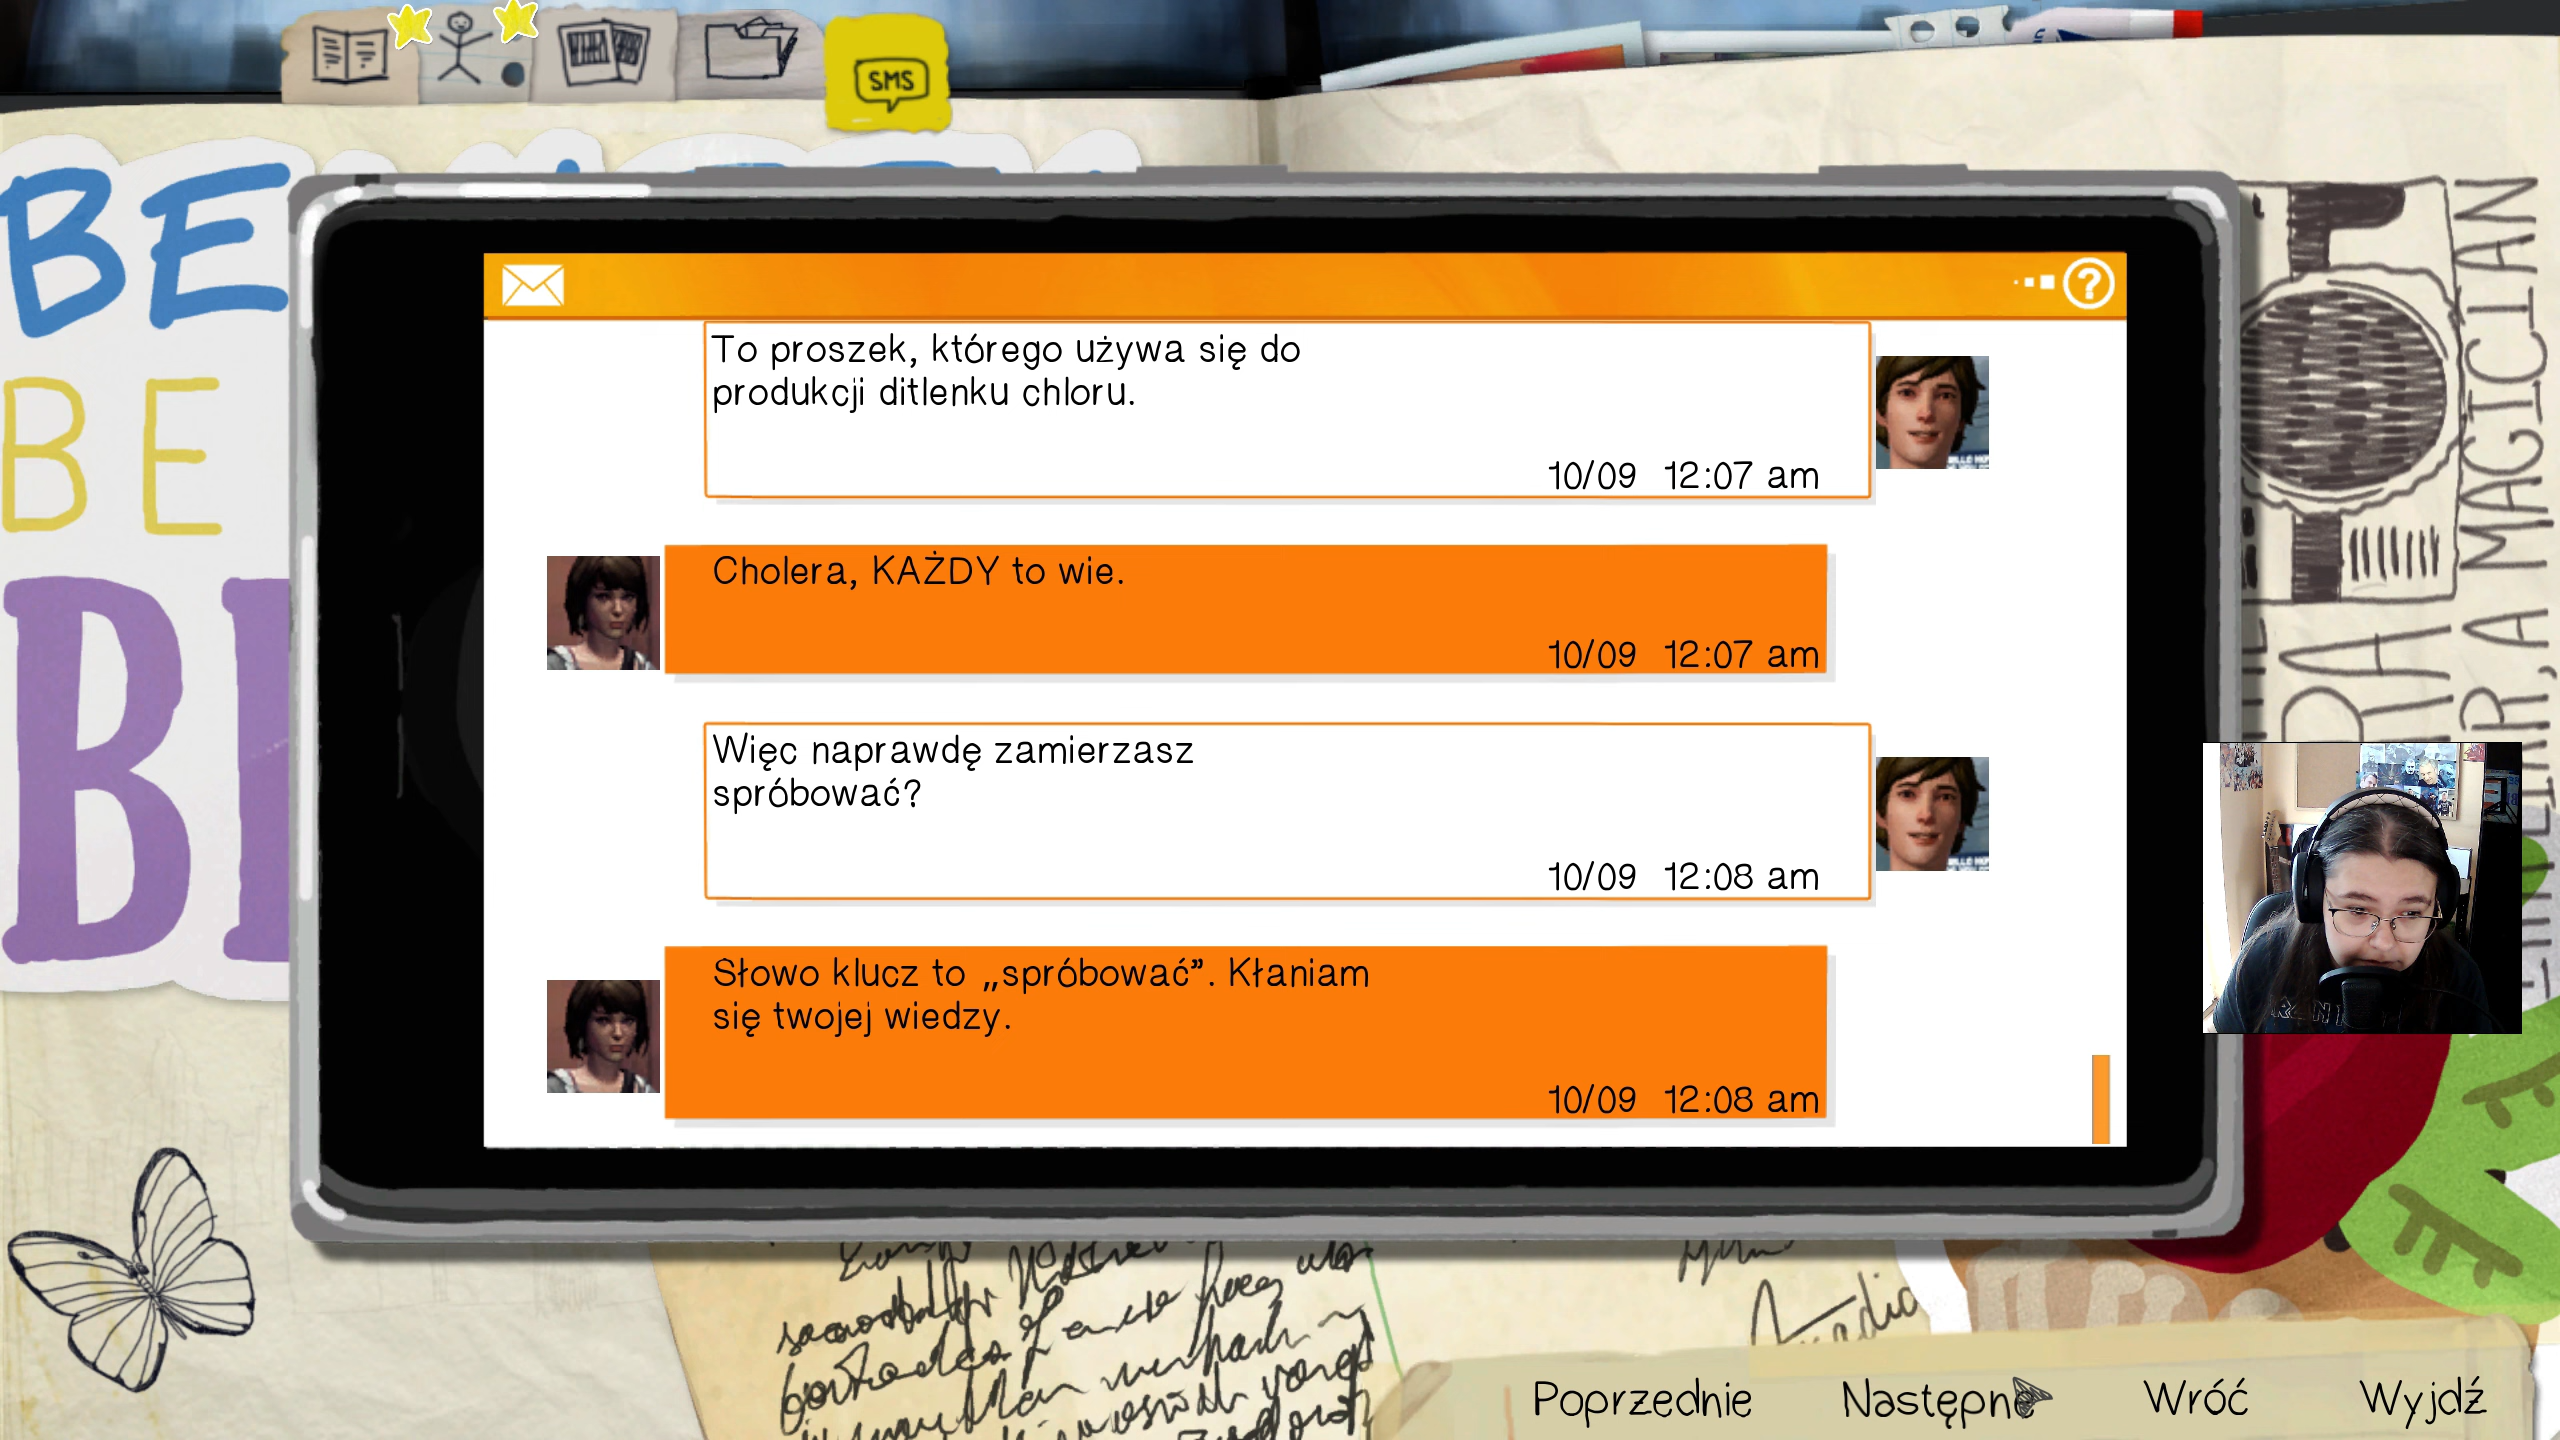 SMS
BE
BE
To proszek, którego używa się do
produkcji ditlenku chloru.
10/09 12:07 am
Cholera, KAŻDY to wie.
10/09 12:07 am
Więc naprawdę zamierzasz
spróbować?
10/09 12:08 am
Słowo klucz to „spróbować”. Kłaniam
się twojej wiedzy.
10/09 12:08 am
A MAGICIAN
Poprzednie
Następne
Wróć
Wyjdź